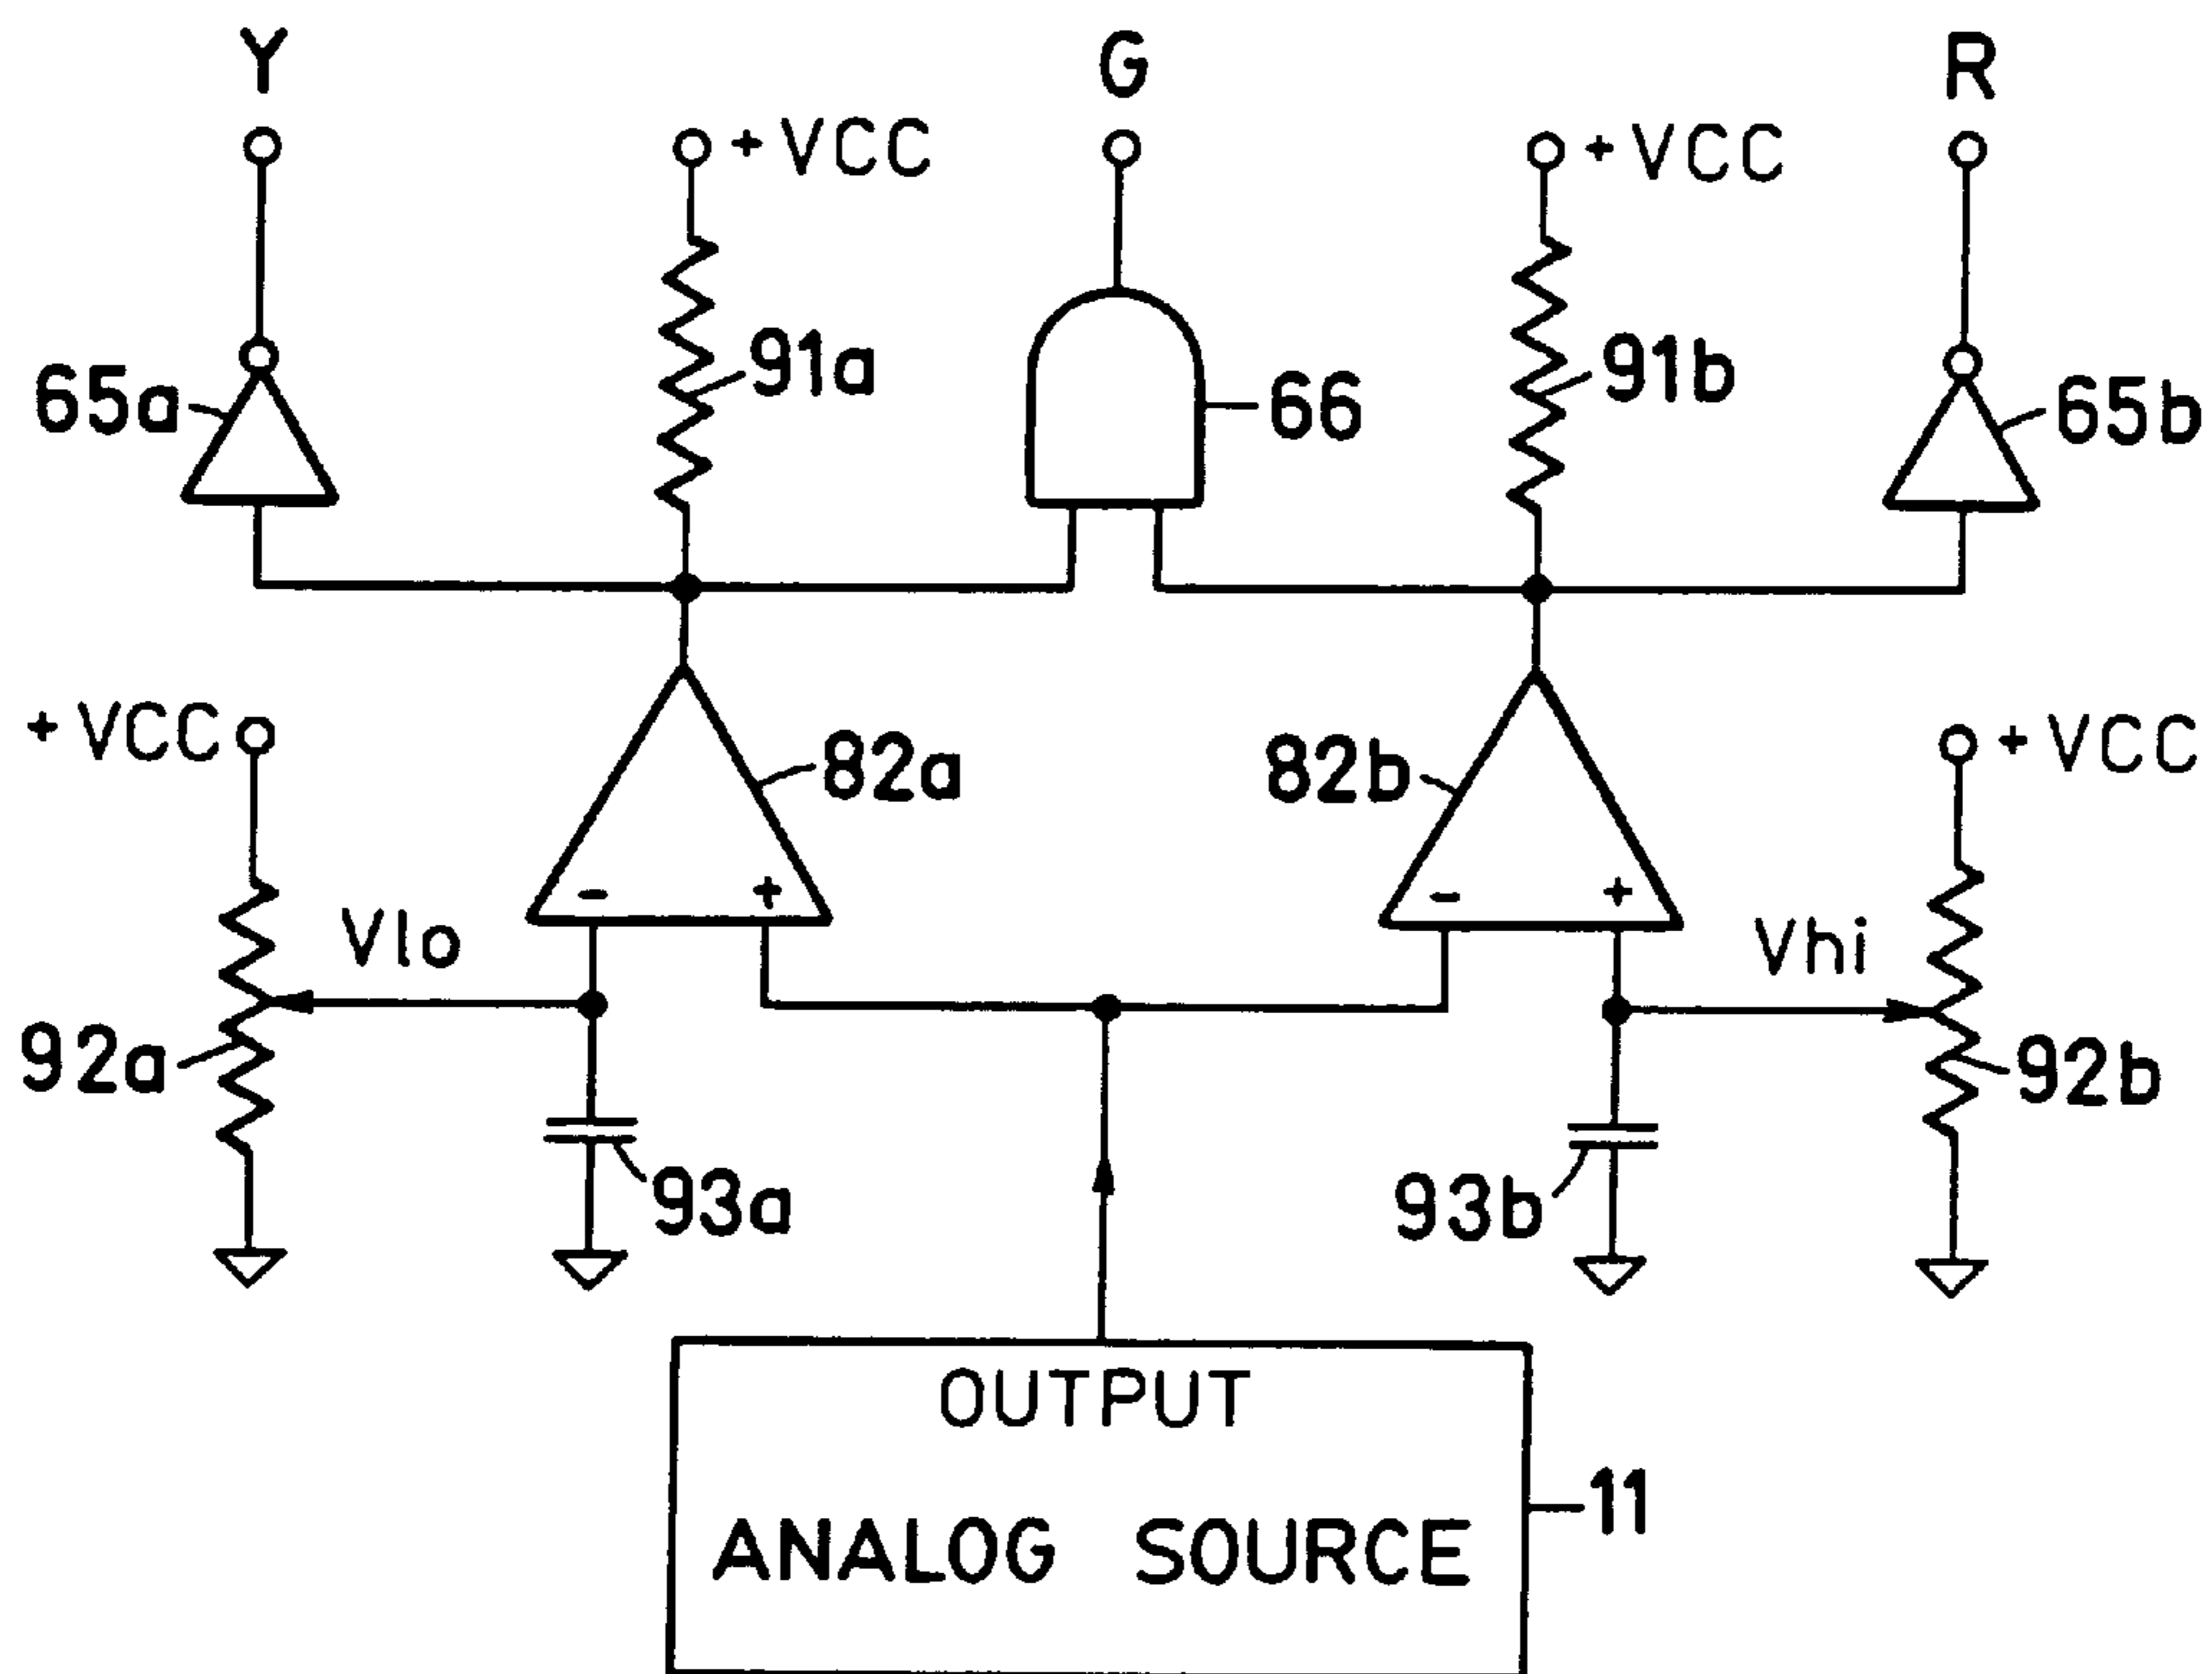 Y G R
+VCC +VCC
65a 91a 66 91b 65b
+VCC 82a 82b +VCC
- + - +
Vlo Vhi
92a 92b
93a 93b
OUTPUT
ANALOG SOURCE 11